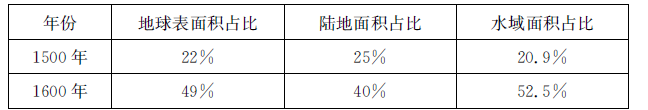 年份 地球表面积占比 陆地面积占比 水域面积占比
1500 年 22% 25% 20.9%
1600 年 49% 40% 52.5%